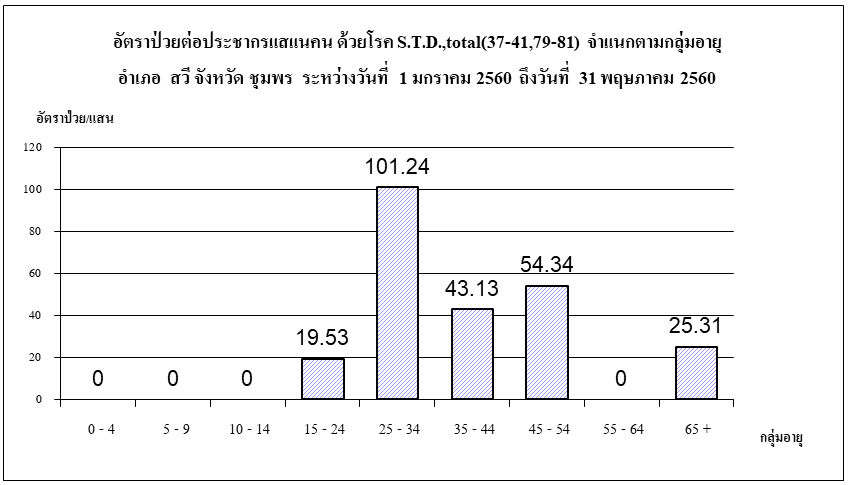 อัตราป่วยต่อประชากรแสแนคน ด้วยโรค S.T.D.,total(37-41,79-81) จำแนกตามกลุ่มอายุ
อำเภอ สวี จังหวัด ชุมพร ระหว่างวันที่ 1 มกราคม 2560 ถึงวันที่ 31 พฤษภาคม 2560
อัตราป่วย/แสน
120
100
80
60
40
20
0
0
0
0
19.53
101.24
43.13
54.34
0
25.31
0 - 4
5 - 9
10 - 14
15 - 24
25 - 34
35 - 44
45 - 54
55 - 64
65 +
กลุ่มอายุ